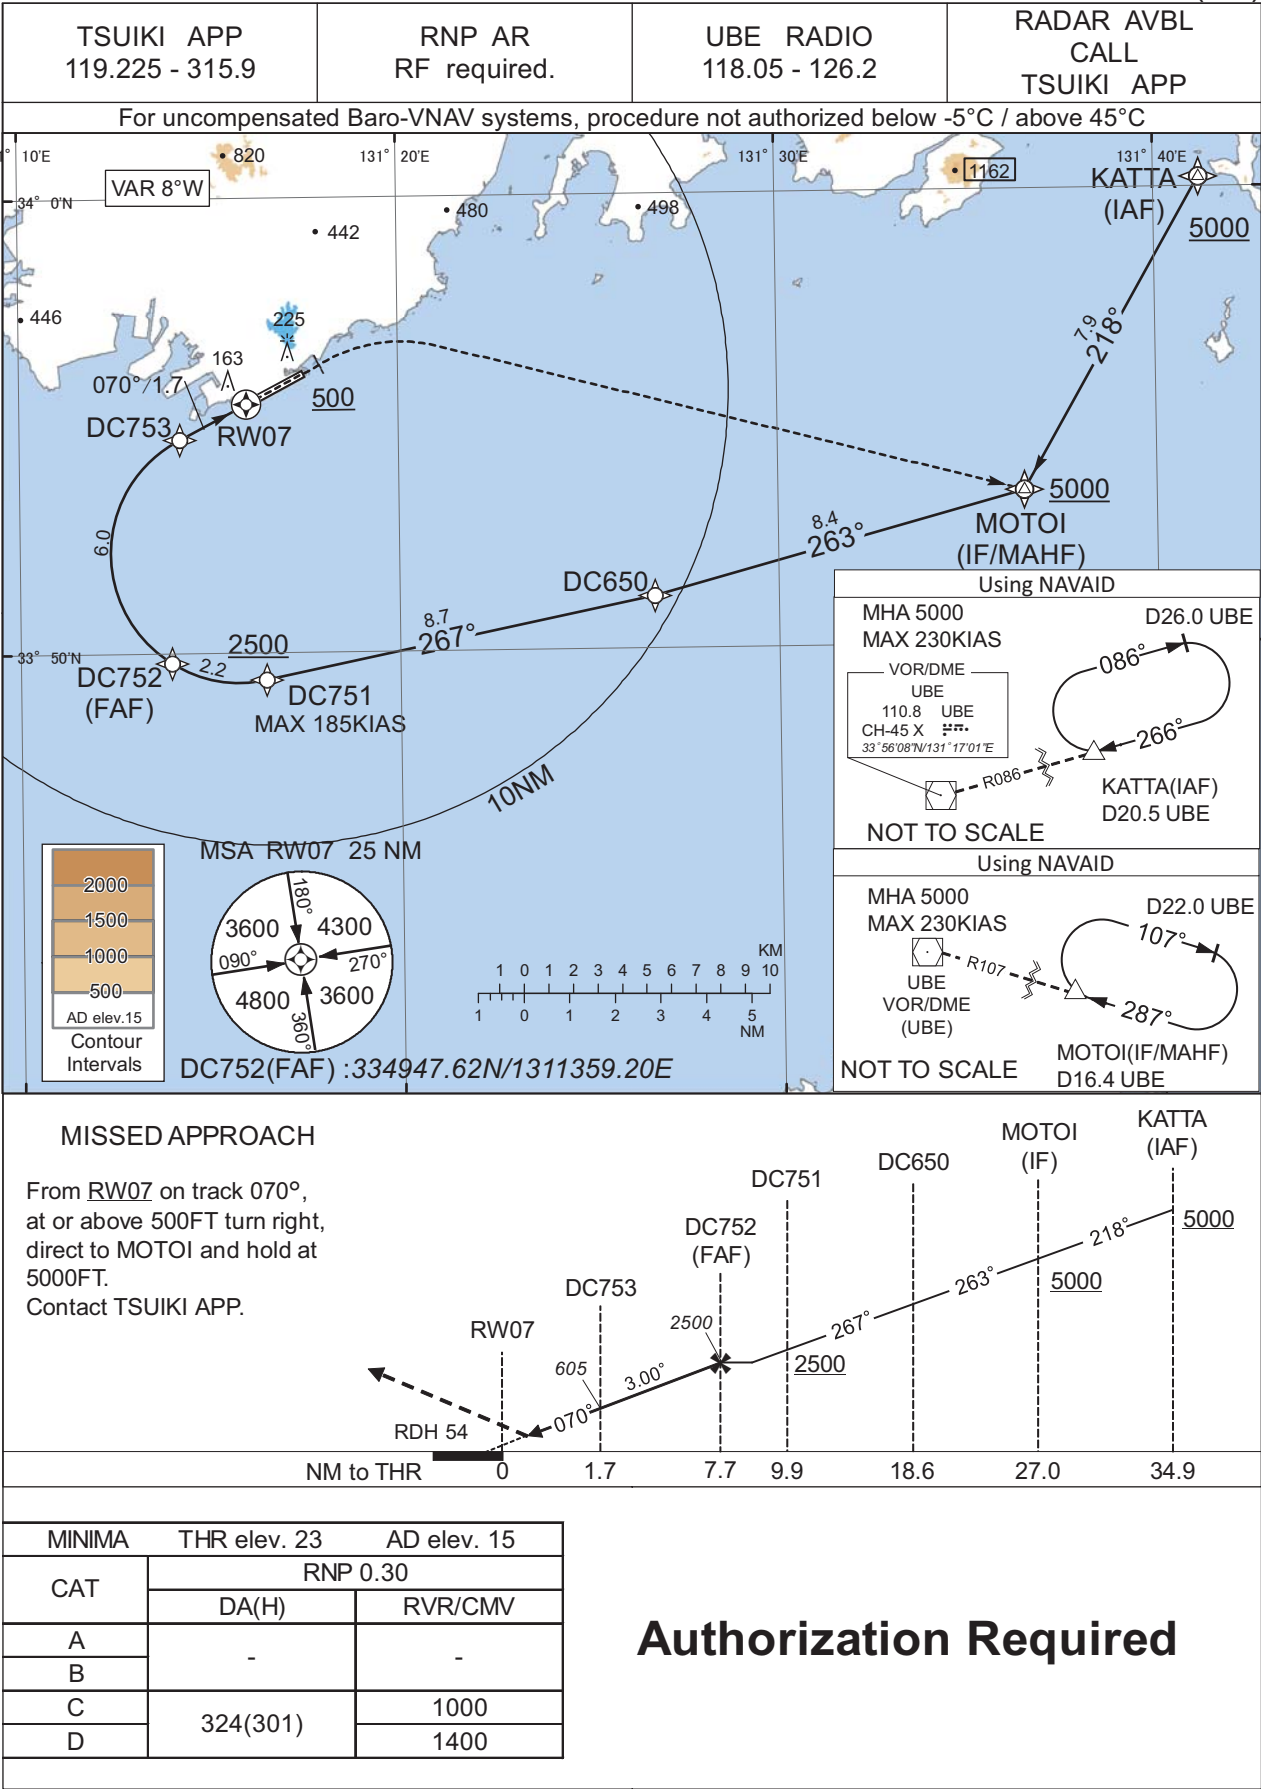 TSUIKI APP
119.225 - 315.9
RNP AR
RF required.
UBE RADIO
118.05 - 126.2
RADAR AVBL
CALL
TSUIKI APP
For uncompensated Baro-VNAV systems, procedure not authorized below -5°C / above 45°C
10'E
820
131° 20'E
131° 30'E
1162
131° 40'E
KATTA
(IAF)
5000
VAR 8°W
34° 0'N
480
498
442
446
225
163
7.9
218°
070°/1.7
500
DC753
RW07
5000
MOTOI
(IF/MAHF)
8.4
263°
6.0
DC650
8.7
267°
2500
33° 50'N
2.2
DC752
(FAF)
DC751
MAX 185KIAS
10NM
Using NAVAID
MHA 5000
MAX 230KIAS
D26.0 UBE
VOR/DME
UBE
110.8 UBE
CH-45 X
33°56'08"N/131°17'01"E
086°
266°
R086
KATTA(IAF)
D20.5 UBE
NOT TO SCALE
Using NAVAID
MHA 5000
MAX 230KIAS
D22.0 UBE
107°
R107
287°
UBE
VOR/DME
(UBE)
MOTOI(IF/MAHF)
D16.4 UBE
NOT TO SCALE
2000
1500
1000
500
AD elev.15
Contour
Intervals
MSA RW07 25 NM
180°
3600
4300
090°
270°
4800
3600
360°
KM
1 0 1 2 3 4 5 6 7 8 9 10
1 0 1 2 3 4 5
NM
DC752(FAF) :334947.62N/1311359.20E
MISSED APPROACH
From RW07 on track 070°,
at or above 500FT turn right,
direct to MOTOI and hold at
5000FT.
Contact TSUIKI APP.
KATTA
(IAF)
MOTOI
(IF)
DC650
DC751
DC752
(FAF)
DC753
RW07
5000
218°
5000
263°
267°
2500
2500
605
3.00°
070°
RDH 54
NM to THR 0 1.7 7.7 9.9 18.6 27.0 34.9
MINIMA THR elev. 23 AD elev. 15
CAT
RNP 0.30
DA(H) RVR/CMV
A
B
- -
C
D
324(301)
1000
1400
Authorization Required